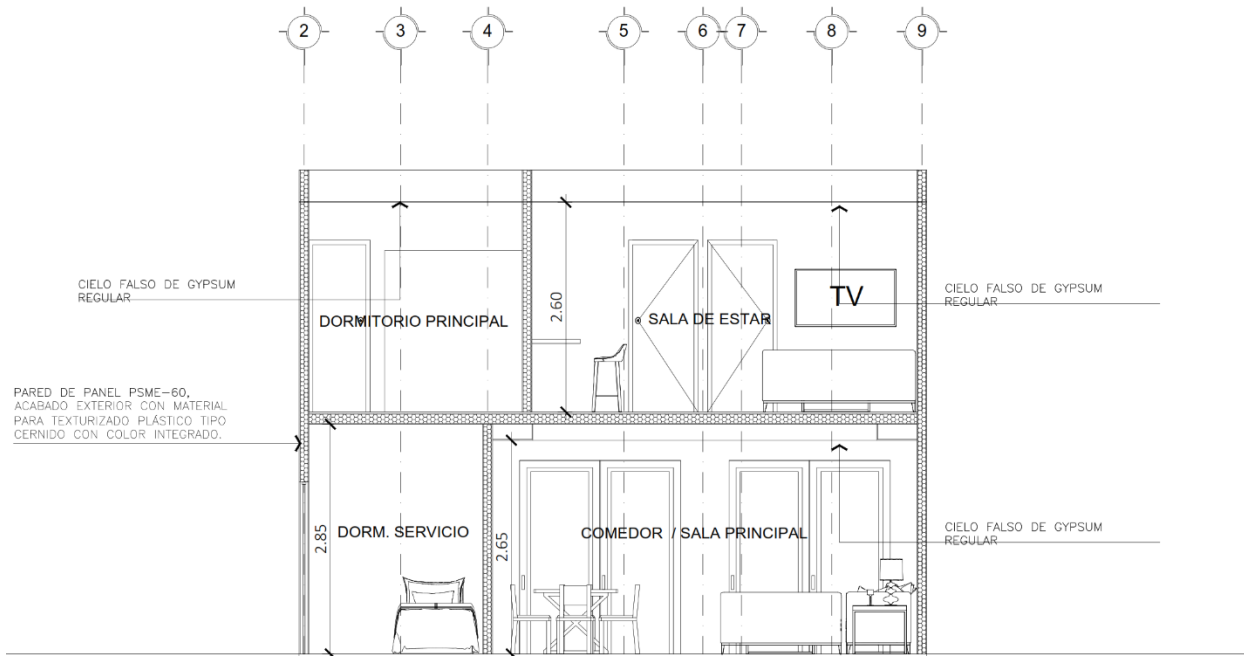 2 3 4 5 6 7 8 9
CIELO FALSO DE GYPSUM
REGULAR
DORMITORIO PRINCIPAL
2.60
SALA DE ESTAR
TV
CIELO FALSO DE GYPSUM
REGULAR
PARED DE PANEL PSME-60,
ACABADO EXTERIOR CON MATERIAL
PARA TEXTURIZADO PLÁSTICO TIPO
CERNIDO CON COLOR INTEGRADO.
2.85
DORM. SERVICIO
2.65
COMEDOR / SALA PRINCIPAL
CIELO FALSO DE GYPSUM
REGULAR